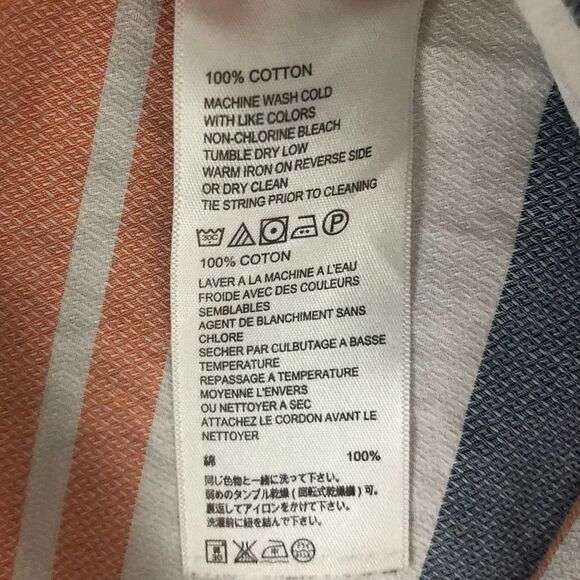 100% COTTON
MACHINE WASH COLD
WITH LIKE COLORS
NON-CHLORINE BLEACH
TUMBLE DRY LOW
WARM IRON ON REVERSE SIDE
OR DRY CLEAN
TIE STRING PRIOR TO CLEANING
30C P
100% COTON
LAVER A LA MACHINE A L'EAU
FROIDE AVEC DES COULEURS
SEMBLABLES
AGENT DE BLANCHIMENT SANS
CHLORE
SECHER PAR CULBUTAGE A BASSE
TEMPERATURE
REPASSAGE A TEMPERATURE
MOYENNE L'ENVERS
OU NETTOYER A SEC
ATTACHEZ LE CORDON AVANT LE
NETTOYER
綿 100%
同じ色物と一緒に洗って下さい。
弱めのタンブル乾燥(回転式乾燥機)可。
裏返してアイロンをかけて下さい。
洗濯前に紐を結んで下さい。
30 中